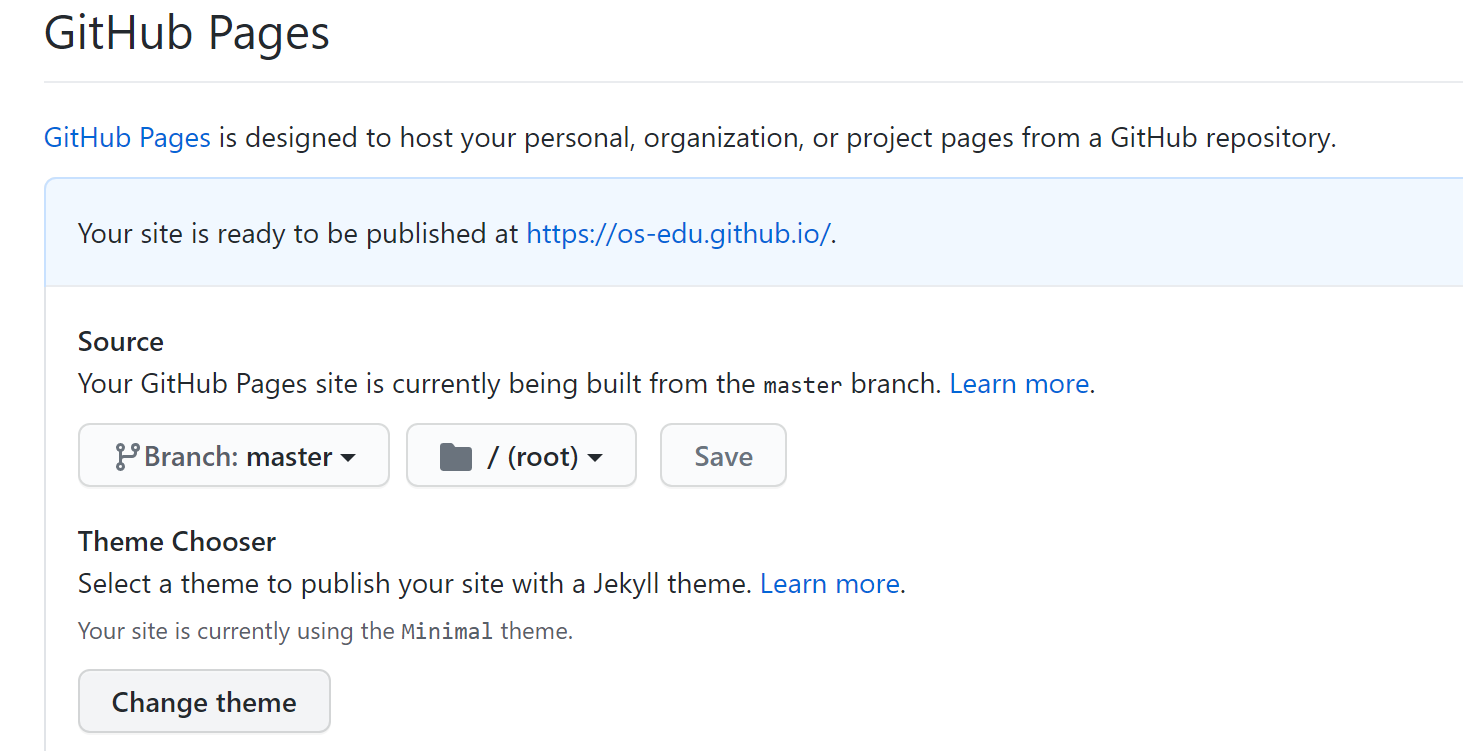 GitHub Pages
GitHub Pages is designed to host your personal, organization, or project pages from a GitHub repository.
Your site is ready to be published at https://os-edu.github.io/.
Source
Your GitHub Pages site is currently being built from the master branch. Learn more.
Branch: master / (root) Save
Theme Chooser
Select a theme to publish your site with a Jekyll theme. Learn more.
Your site is currently using the Minimal theme.
Change theme